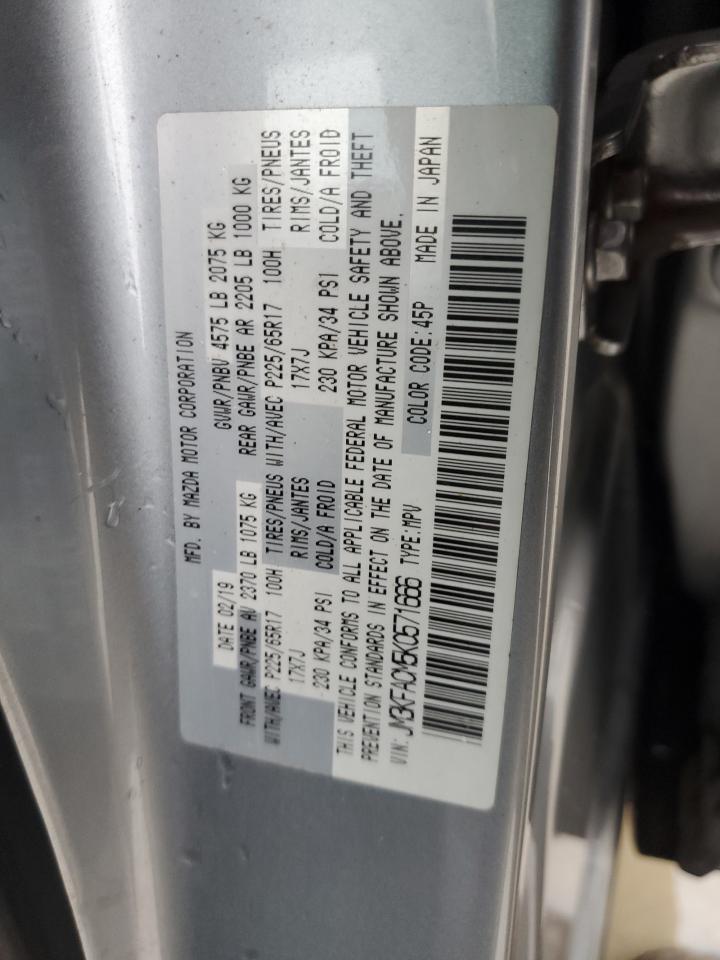 MFD. BY MAZDA MOTOR CORPORATION
DATE 02/19 GVWR/PNBV 4575 LB 2075 KG
FRONT GAWR/PNBE AV 2370 LB 1075 KG REAR GAWR/PNBE AR 2205 LB 1000 KG
WITH/AVEC P225/65R17 100H TIRES/PNEUS WITH/AVEC P225/65R17 100H TIRES/PNEUS
17X7J RIMS/JANTES 17X7J RIMS/JANTES
230 KPA/34 PSI COLD/A FROID 230 KPA/34 PSI COLD/A FROID
THIS VEHICLE CONFORMS TO ALL APPLICABLE FEDERAL MOTOR VEHICLE SAFETY AND THEFT
PREVENTION STANDARDS IN EFFECT ON THE DATE OF MANUFACTURE SHOWN ABOVE.
VIN: JM3KFACM5K0571666 TYPE:MPV COLOR CODE:45P MADE IN JAPAN